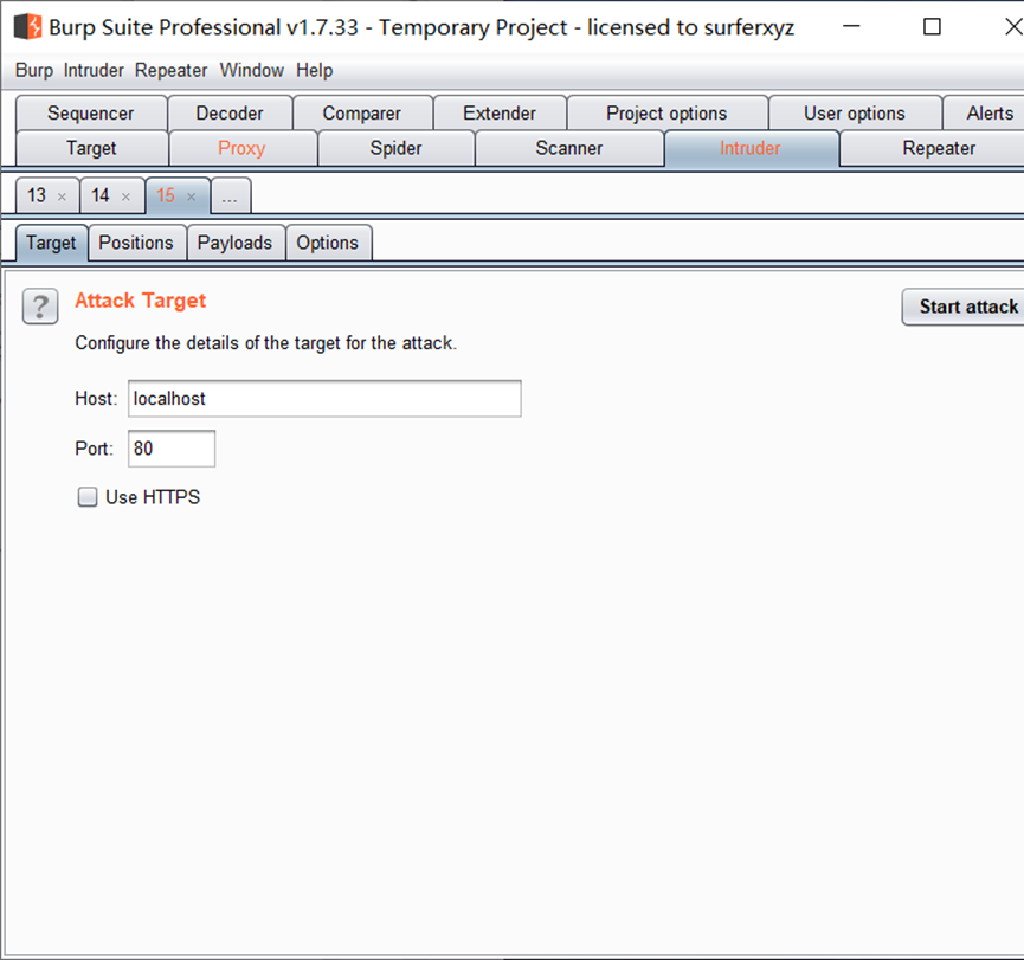 Burp Suite Professional v1.7.33 - Temporary Project - licensed to surferxyz
Burp Intruder Repeater Window Help
Sequencer Decoder Comparer Extender Project options User options Alerts
Target Proxy Spider Scanner Intruder Repeater
13 × 14 × 15 × ...
Target Positions Payloads Options
? Attack Target Start attack
Configure the details of the target for the attack.
Host: localhost
Port: 80
Use HTTPS